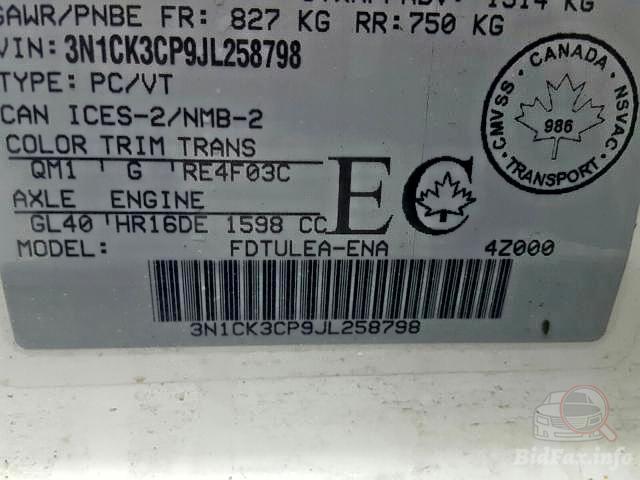 1514 KG
GAWR/PNBE FR: 827 KG RR: 750 KG
VIN: 3N1CK3CP9JL258798
TYPE: PC/VT
CAN ICES-2/NMB-2
COLOR TRIM TRANS
QM1 G RE4F03C
AXLE ENGINE
GL40 HR16DE 1598 CC
MODEL: FDTULEA-ENA 4Z000
EC
CANADA
CMVSS
NSVAC
986
TRANSPORT
3N1CK3CP9JL258798
BidFax.info